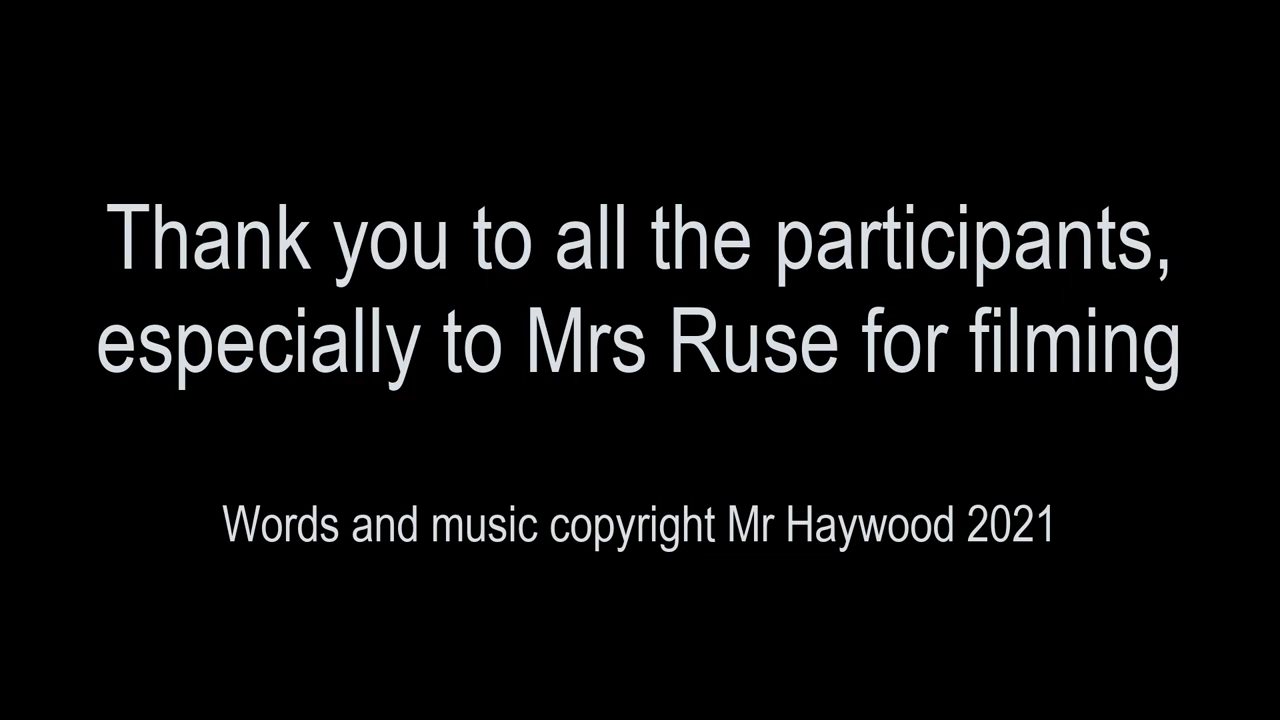 Thank you to all the participants,
especially to Mrs Ruse for filming
Words and music copyright Mr Haywood 2021